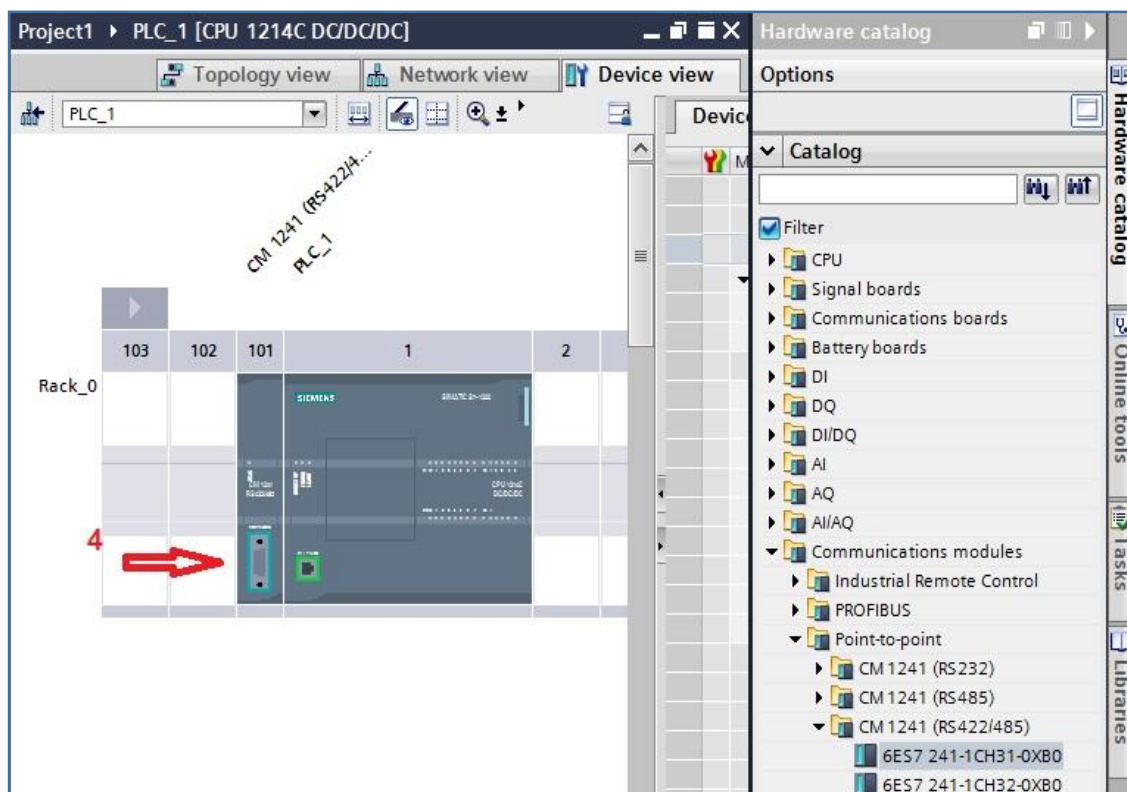 Project1 ▸ PLC_1 [CPU 1214C DC/DC/DC]
Topology view
Network view
Device view
PLC_1
Devic
M
CM 1241 (RS422/4...
PLC_1
103 102 101 1 2
Rack_0
SIEMENS
4
Hardware catalog
Options
Catalog
Filter
CPU
Signal boards
Communications boards
Battery boards
DI
DQ
DI/DQ
AI
AQ
AI/AQ
Communications modules
Industrial Remote Control
PROFIBUS
Point-to-point
CM 1241 (RS232)
CM 1241 (RS485)
CM 1241 (RS422/485)
6ES7 241-1CH31-0XB0
6ES7 241-1CH32-0XB0
Hardware catalog
Online tools
Tasks
Libraries